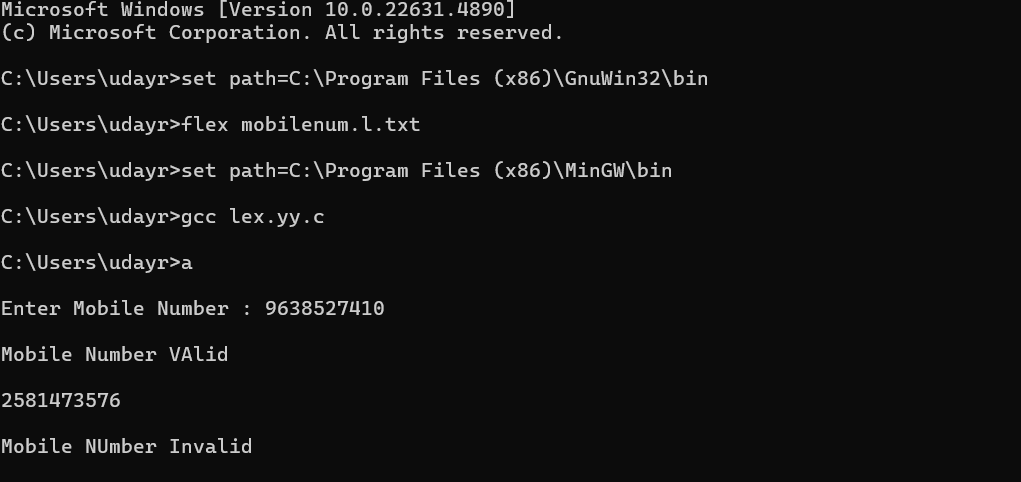 Microsoft Windows [Version 10.0.22631.4890]
(c) Microsoft Corporation. All rights reserved.
C:\Users\udayr>set path=C:\Program Files (x86)\GnuWin32\bin
C:\Users\udayr>flex mobilenum.l.txt
C:\Users\udayr>set path=C:\Program Files (x86)\MinGW\bin
C:\Users\udayr>gcc lex.yy.c
C:\Users\udayr>a
Enter Mobile Number : 9638527410
Mobile Number VAlid
2581473576
Mobile NUmber Invalid